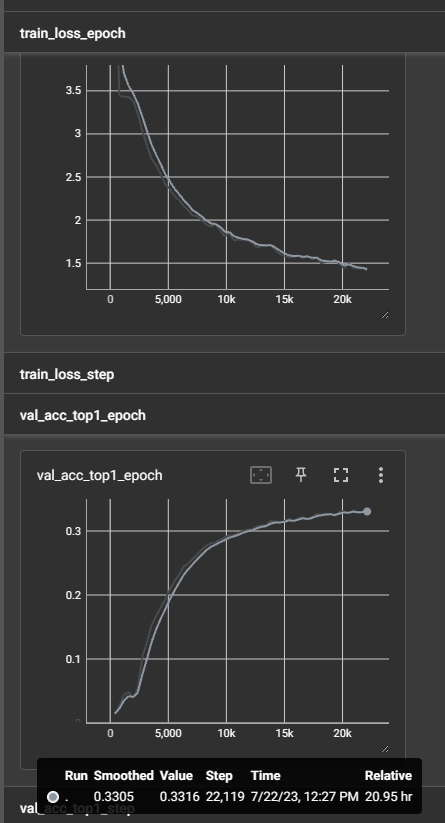 train_loss_epoch
3.5
3
2.5
2
1.5
0 5,000 10k 15k 20k
train_loss_step
val_acc_top1_epoch
val_acc_top1_epoch
0.3
0.2
0.1
0
0 5,000 10k 15k 20k
Run Smoothed Value Step Time Relative
. 0.3305 0.3316 22,119 7/22/23, 12:27 PM 20.95 hr
val_acc_top1_step